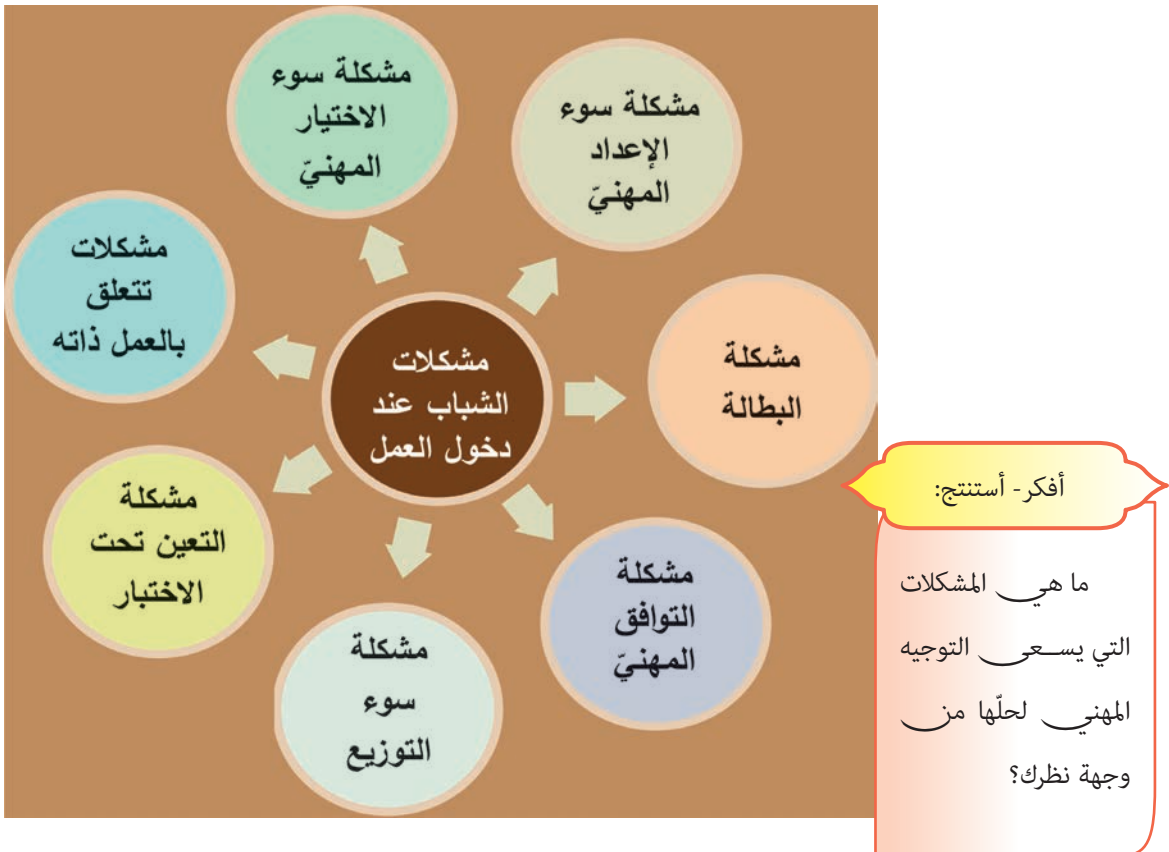 مشكلات
الشباب عند
دخول العمل
مشكلة سوء
الإعداد
المهنيّ
مشكلة سوء
الاختيار
المهنيّ
مشكلات
تتعلق
بالعمل ذاته
مشكلة
التعين تحت
الاختبار
مشكلة
سوء
التوزيع
مشكلة
التوافق
المهنيّ
مشكلة
البطالة
أفكر - أستنتج:
ما هي المشكلات
التي يسعى التوجيه
المهني لحلّها من
وجهة نظرك؟